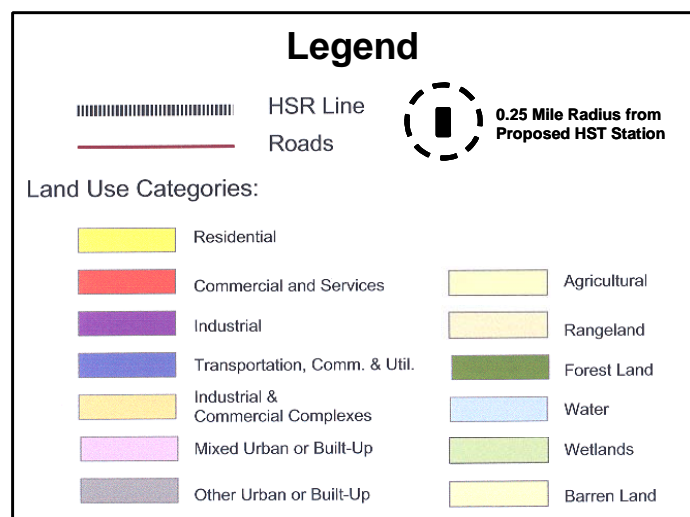 Legend
HSR Line
Roads
0.25 Mile Radius from
Proposed HST Station
Land Use Categories:
Residential
Commercial and Services
Industrial
Transportation, Comm. & Util.
Industrial &
Commercial Complexes
Mixed Urban or Built-Up
Other Urban or Built-Up
Agricultural
Rangeland
Forest Land
Water
Wetlands
Barren Land